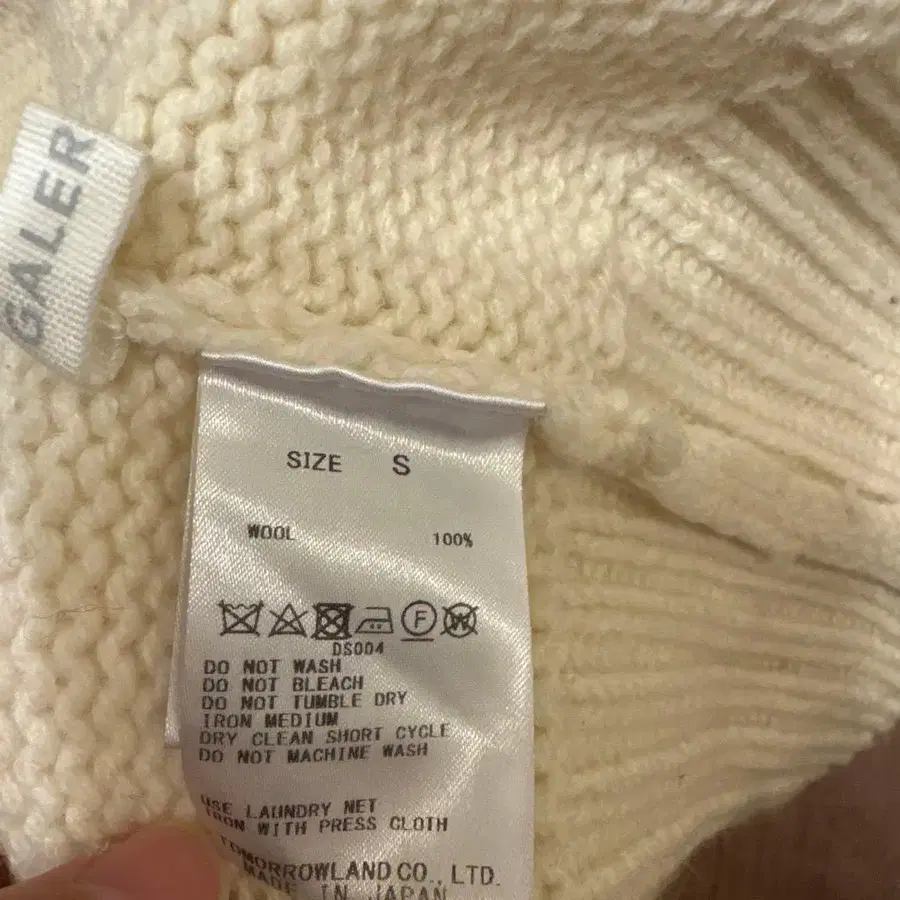 GALER
SIZE S
WOOL 100%
F W
DS004
DO NOT WASH
DO NOT BLEACH
DO NOT TUMBLE DRY
IRON MEDIUM
DRY CLEAN SHORT CYCLE
DO NOT MACHINE WASH
USE LAUNDRY NET
IRON WITH PRESS CLOTH
TOMORROWLAND CO., LTD.
MADE IN JAPAN